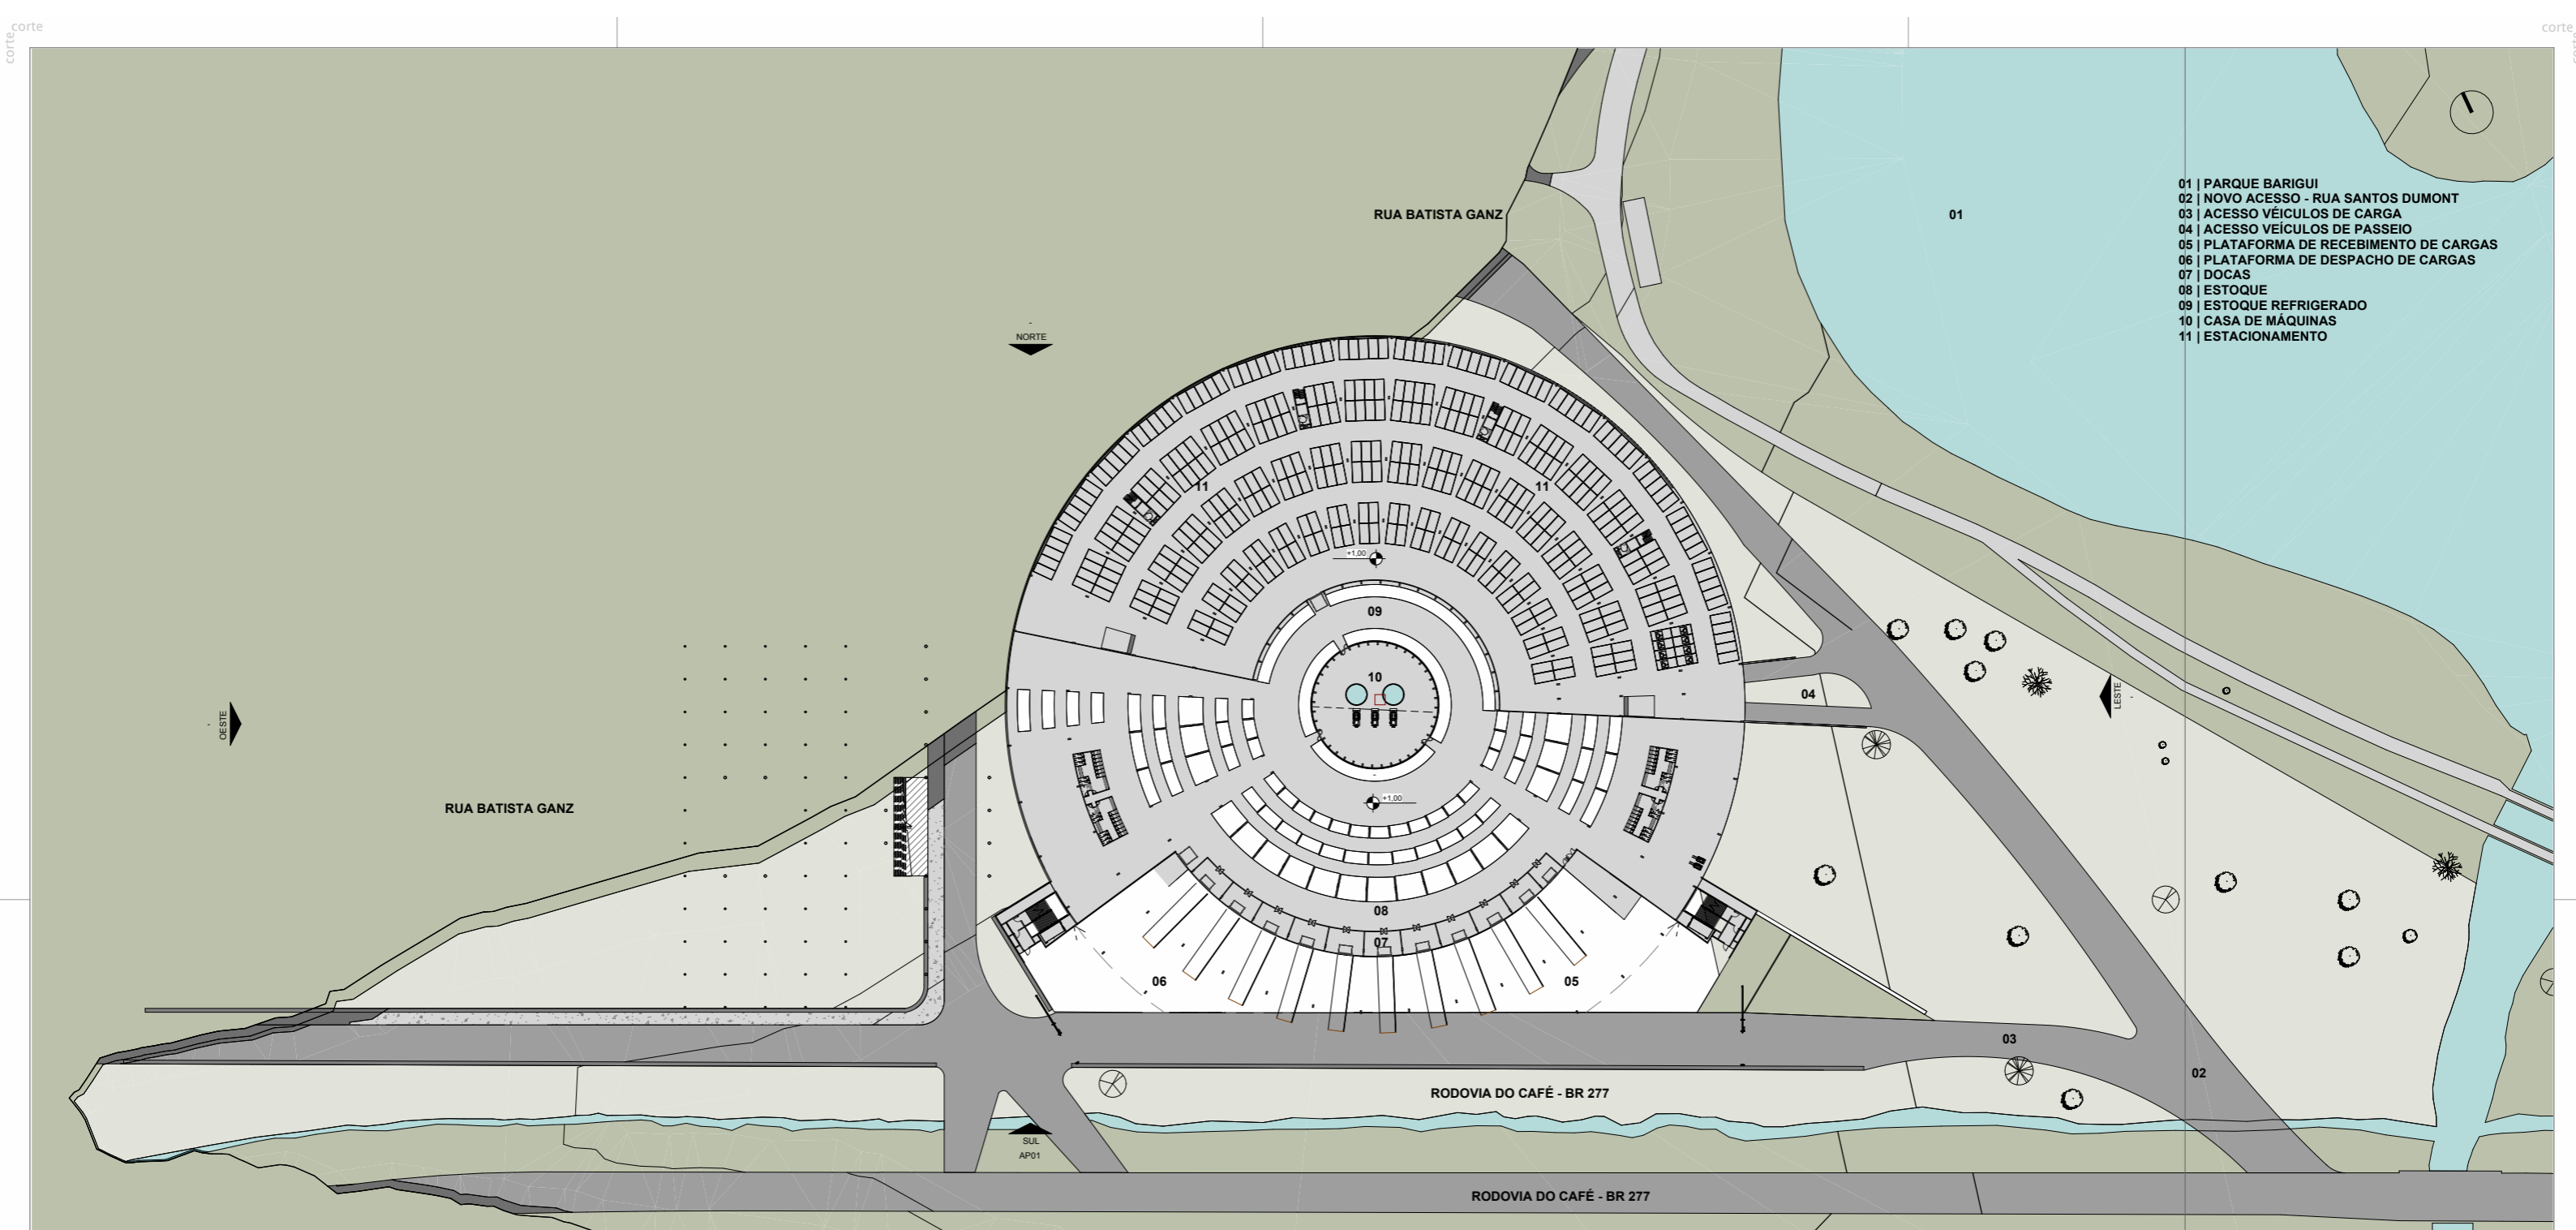 corte
corte
corte
corte
RUA BATISTA GANZ
01
01 | PARQUE BARIGUI
02 | NOVO ACESSO - RUA SANTOS DUMONT
03 | ACESSO VÉICULOS DE CARGA
04 | ACESSO VEÍCULOS DE PASSEIO
05 | PLATAFORMA DE RECEBIMENTO DE CARGAS
06 | PLATAFORMA DE DESPACHO DE CARGAS
07 | DOCAS
08 | ESTOQUE
09 | ESTOQUE REFRIGERADO
10 | CASA DE MÁQUINAS
11 | ESTACIONAMENTO
NORTE
11
11
+1,00
09
10
04
OESTE
LESTE
+1,00
RUA BATISTA GANZ
08
07
06
05
03
02
RODOVIA DO CAFÉ - BR 277
SUL
AP01
RODOVIA DO CAFÉ - BR 277